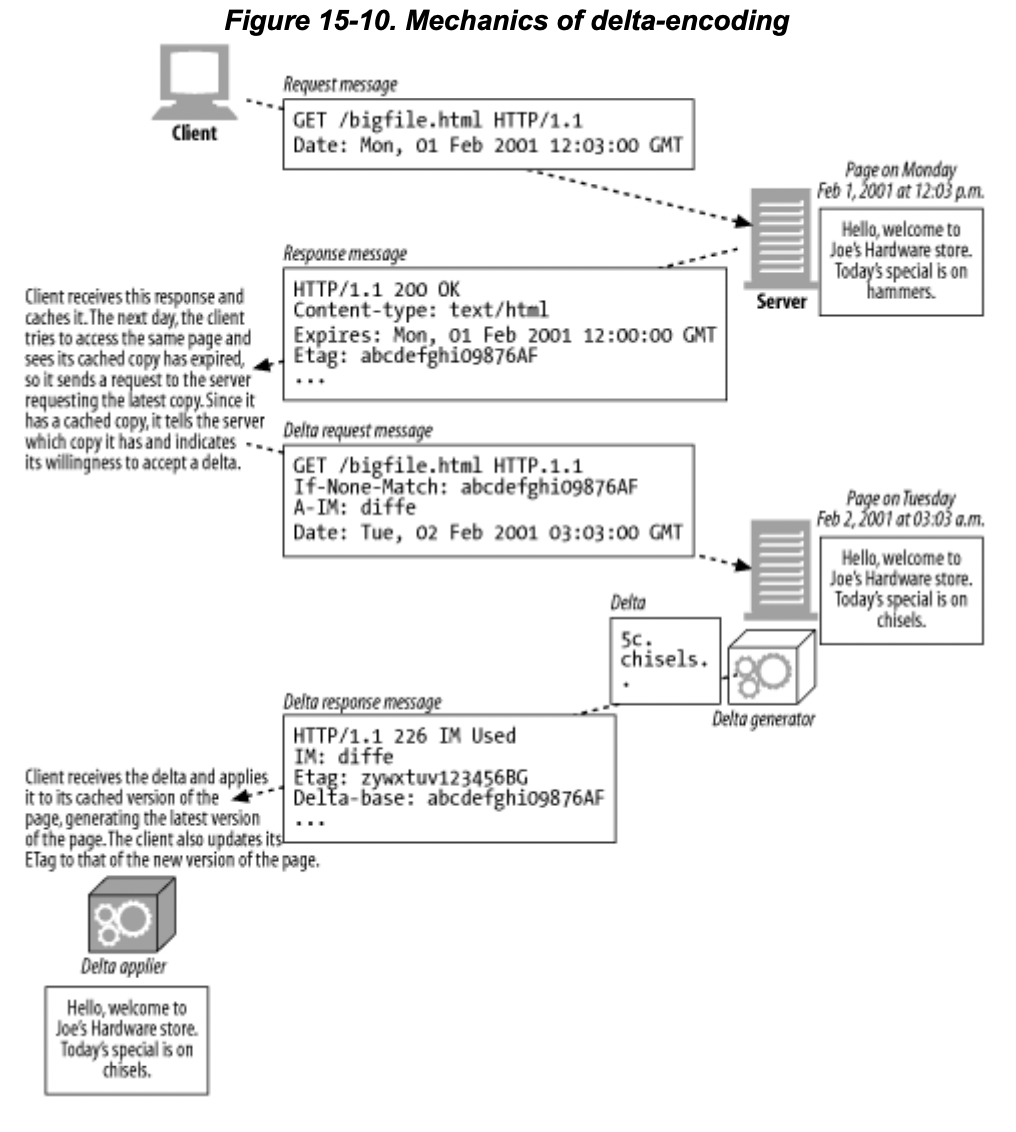 Figure 15-10. Mechanics of delta-encoding
Client
Request message
GET /bigfile.html HTTP/1.1
Date: Mon, 01 Feb 2001 12:03:00 GMT
Page on Monday
Feb 1, 2001 at 12:03 p.m.
Hello, welcome to
Joe's Hardware store.
Today's special is on
hammers.
Server
Response message
HTTP/1.1 200 OK
Content-type: text/html
Expires: Mon, 01 Feb 2001 12:00:00 GMT
Etag: abcdefghi09876AF
...
Client receives this response and
caches it. The next day, the client
tries to access the same page and
sees its cached copy has expired,
so it sends a request to the server
requesting the latest copy. Since it
has a cached copy, it tells the server
which copy it has and indicates
its willingness to accept a delta.
Delta request message
GET /bigfile.html HTTP.1.1
If-None-Match: abcdefghi09876AF
A-IM: diffe
Date: Tue, 02 Feb 2001 03:03:00 GMT
Page on Tuesday
Feb 2, 2001 at 03:03 a.m.
Hello, welcome to
Joe's Hardware store.
Today's special is on
chisels.
Delta
5c.
chisels.
.
Delta generator
Delta response message
HTTP/1.1 226 IM Used
IM: diffe
Etag: zywxtuv123456BG
Delta-base: abcdefghi09876AF
...
Client receives the delta and applies
it to its cached version of the
page, generating the latest version
of the page. The client also updates its
ETag to that of the new version of the page.
Delta applier
Hello, welcome to
Joe's Hardware store.
Today's special is on
chisels.